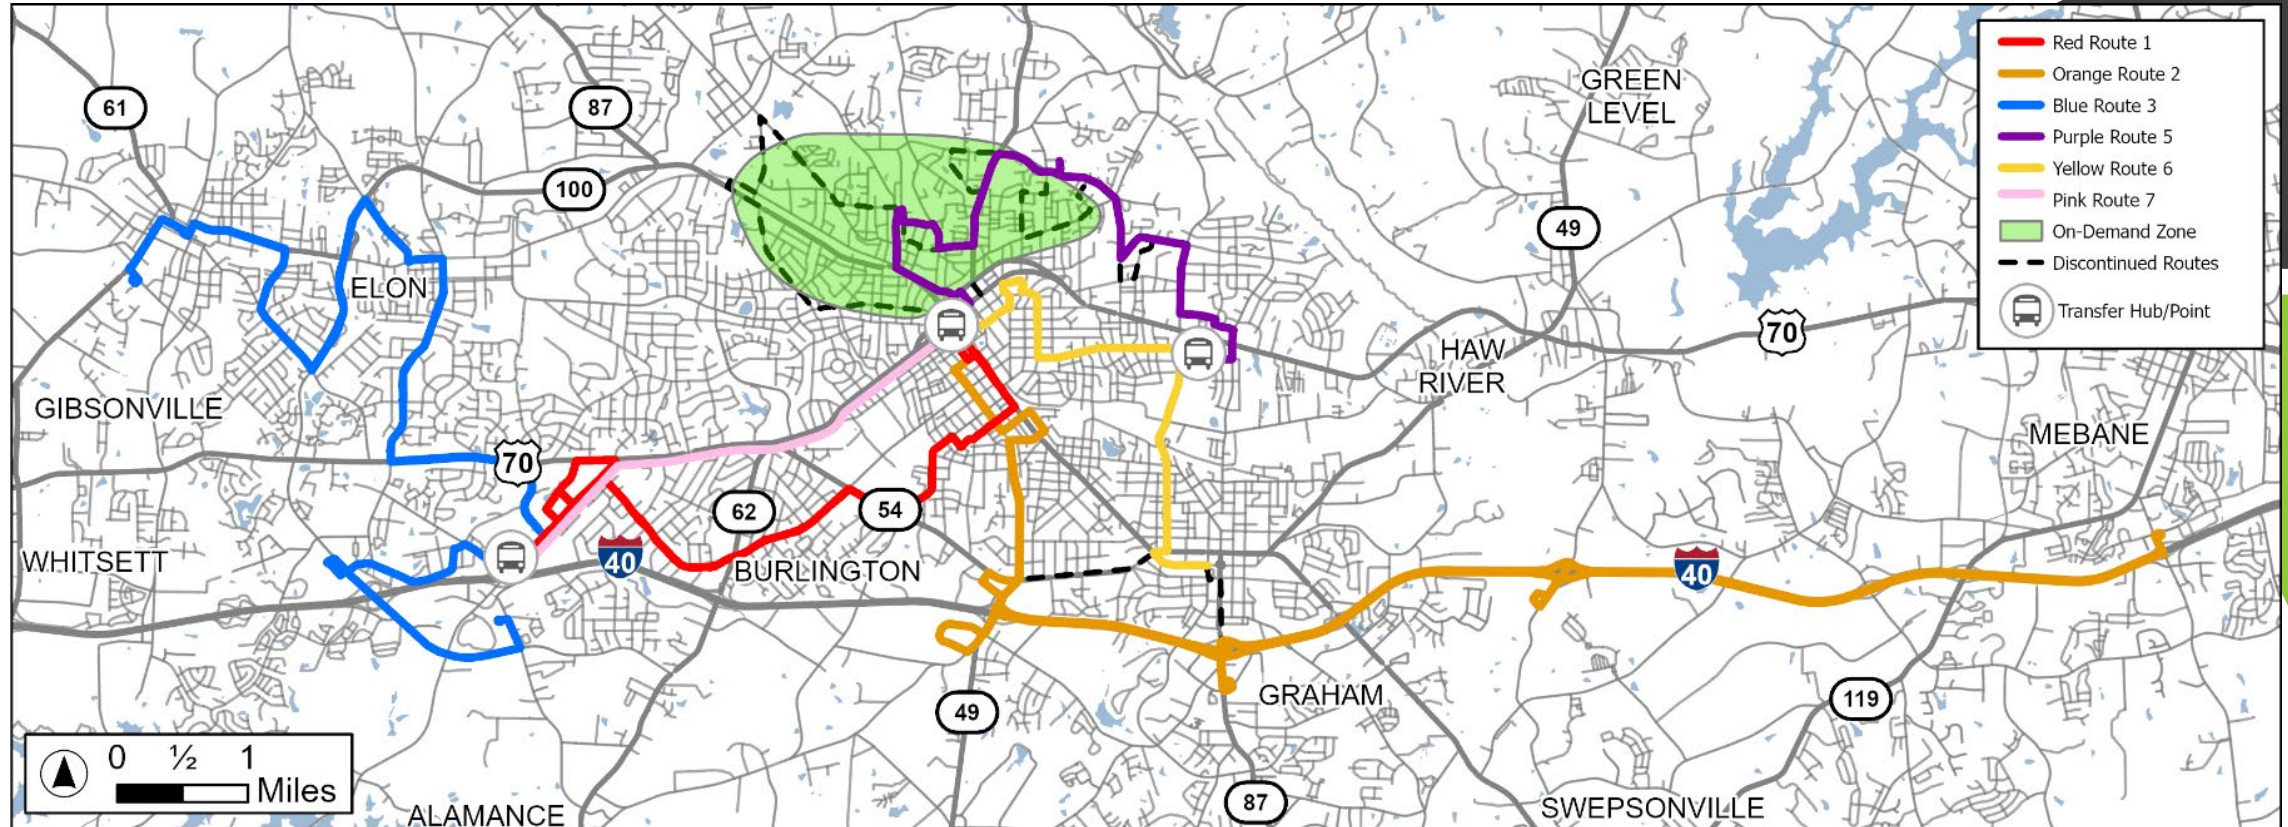 61
87
100
GREEN
LEVEL
49
70
ELON
GIBSONVILLE
HAW
RIVER
MEBANE
70
62
54
WHITSETT
40
BURLINGTON
40
49
GRAHAM
119
87
ALAMANCE
SWEPSONVILLE
Red Route 1
Orange Route 2
Blue Route 3
Purple Route 5
Yellow Route 6
Pink Route 7
On-Demand Zone
Discontinued Routes
Transfer Hub/Point
0 ½ 1
Miles